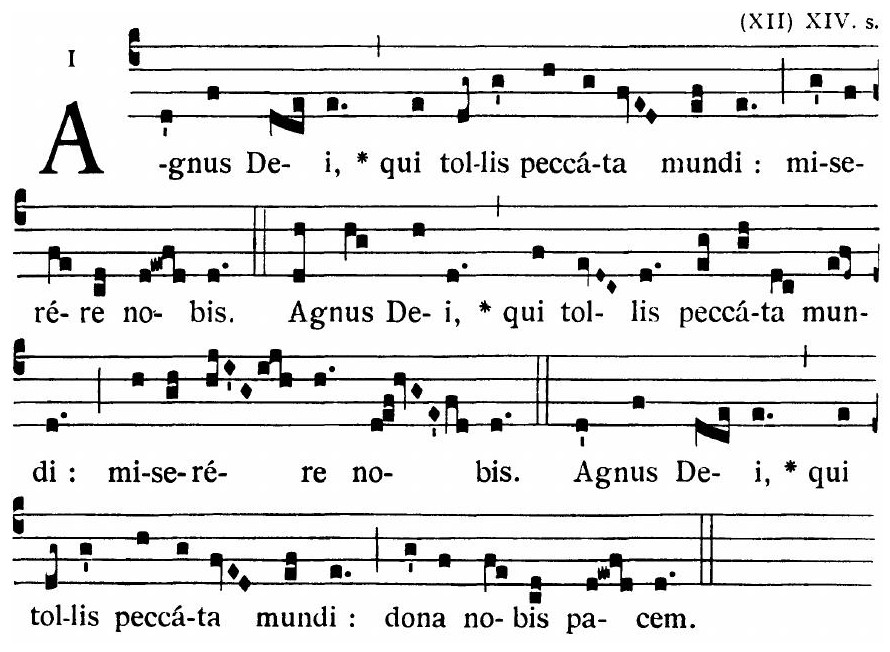 (XII) XIV. s.
I
A-gnus De- i, * qui tol-lis peccá-ta mundi : mi-se-
ré- re no- bis. Agnus De- i, * qui tol- lis peccá-ta mun-
di : mi-se-ré- re no- bis. Agnus De- i, * qui
tol-lis peccá-ta mundi : dona no- bis pa- cem.